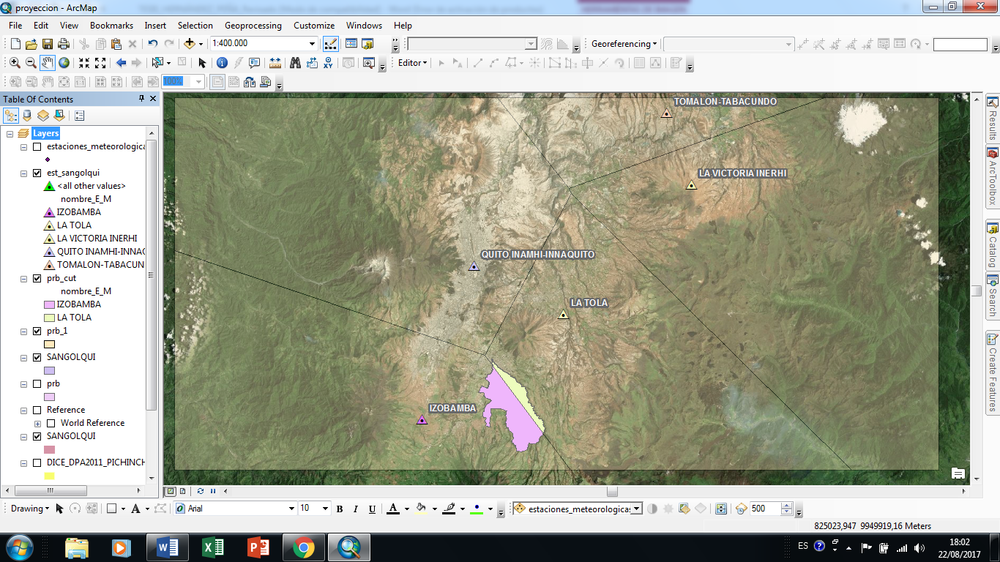 proyeccion - ArcMap
File Edit View Bookmarks Insert Selection Geoprocessing Customize Windows Help
1:400.000
Georeferencing
Editor
100%
Table Of Contents
Layers
estaciones_meteorologica
est_sangolqui
<all other values>
nombre_E_M
IZOBAMBA
LA TOLA
LA VICTORIA INERHI
QUITO INAMHI-INNAQ
TOMALON-TABACUN
prb_cut
nombre_E_M
IZOBAMBA
LA TOLA
prb_1
SANGOLQUI
prb
Reference
World Reference
SANGOLQUI
DICE_DPA2011_PICHINCH
TOMALON-TABACUNDO
LA VICTORIA INERHI
QUITO INAMHI-INNAQUITO
LA TOLA
IZOBAMBA
Results
ArcToolbox
Catalog
Search
Create Features
Drawing
Arial
10
B I U A
estaciones_meteorologicas
500
825023,947 9949919,16 Meters
ES
18:02
22/08/2017